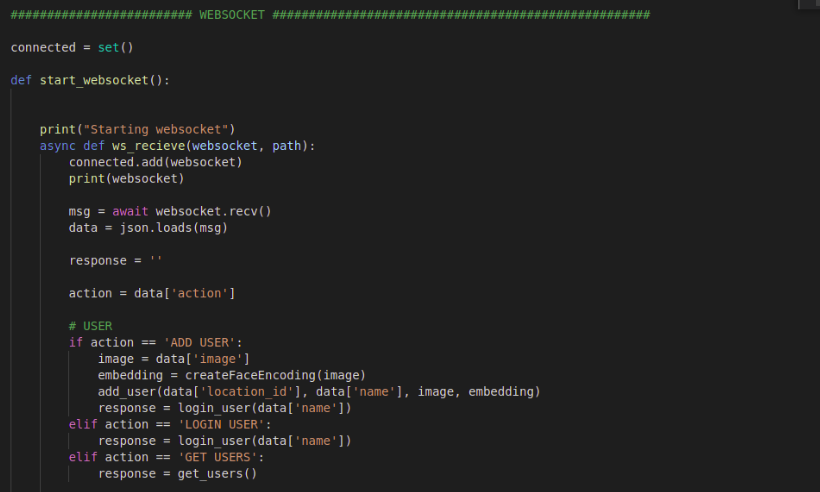 ######################### WEBSOCKET ####################################################
connected = set()
def start_websocket():
print("Starting websocket")
async def ws_recieve(websocket, path):
connected.add(websocket)
print(websocket)
msg = await websocket.recv()
data = json.loads(msg)
response = ''
action = data['action']
# USER
if action == 'ADD USER':
image = data['image']
embedding = createFaceEncoding(image)
add_user(data['location_id'], data['name'], image, embedding)
response = login_user(data['name'])
elif action == 'LOGIN USER':
response = login_user(data['name'])
elif action == 'GET USERS':
response = get_users()